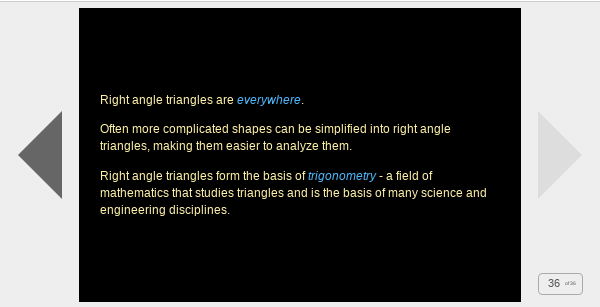 Right angle triangles are everywhere.
Often more complicated shapes can be simplified into right angle
triangles, making them easier to analyze them.
Right angle triangles form the basis of trigonometry - a field of
mathematics that studies triangles and is the basis of many science and
engineering disciplines.
36 of 36